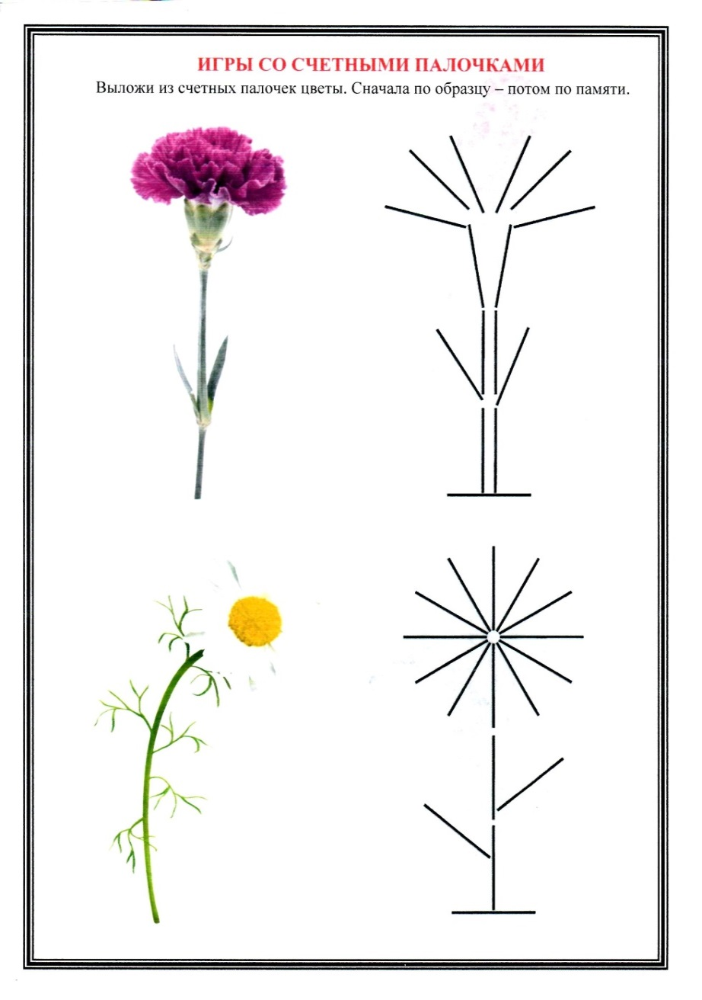 ИГРЫ СО СЧЕТНЫМИ ПАЛОЧКАМИ
Выложи из счетных палочек цветы. Сначала по образцу – потом по памяти.